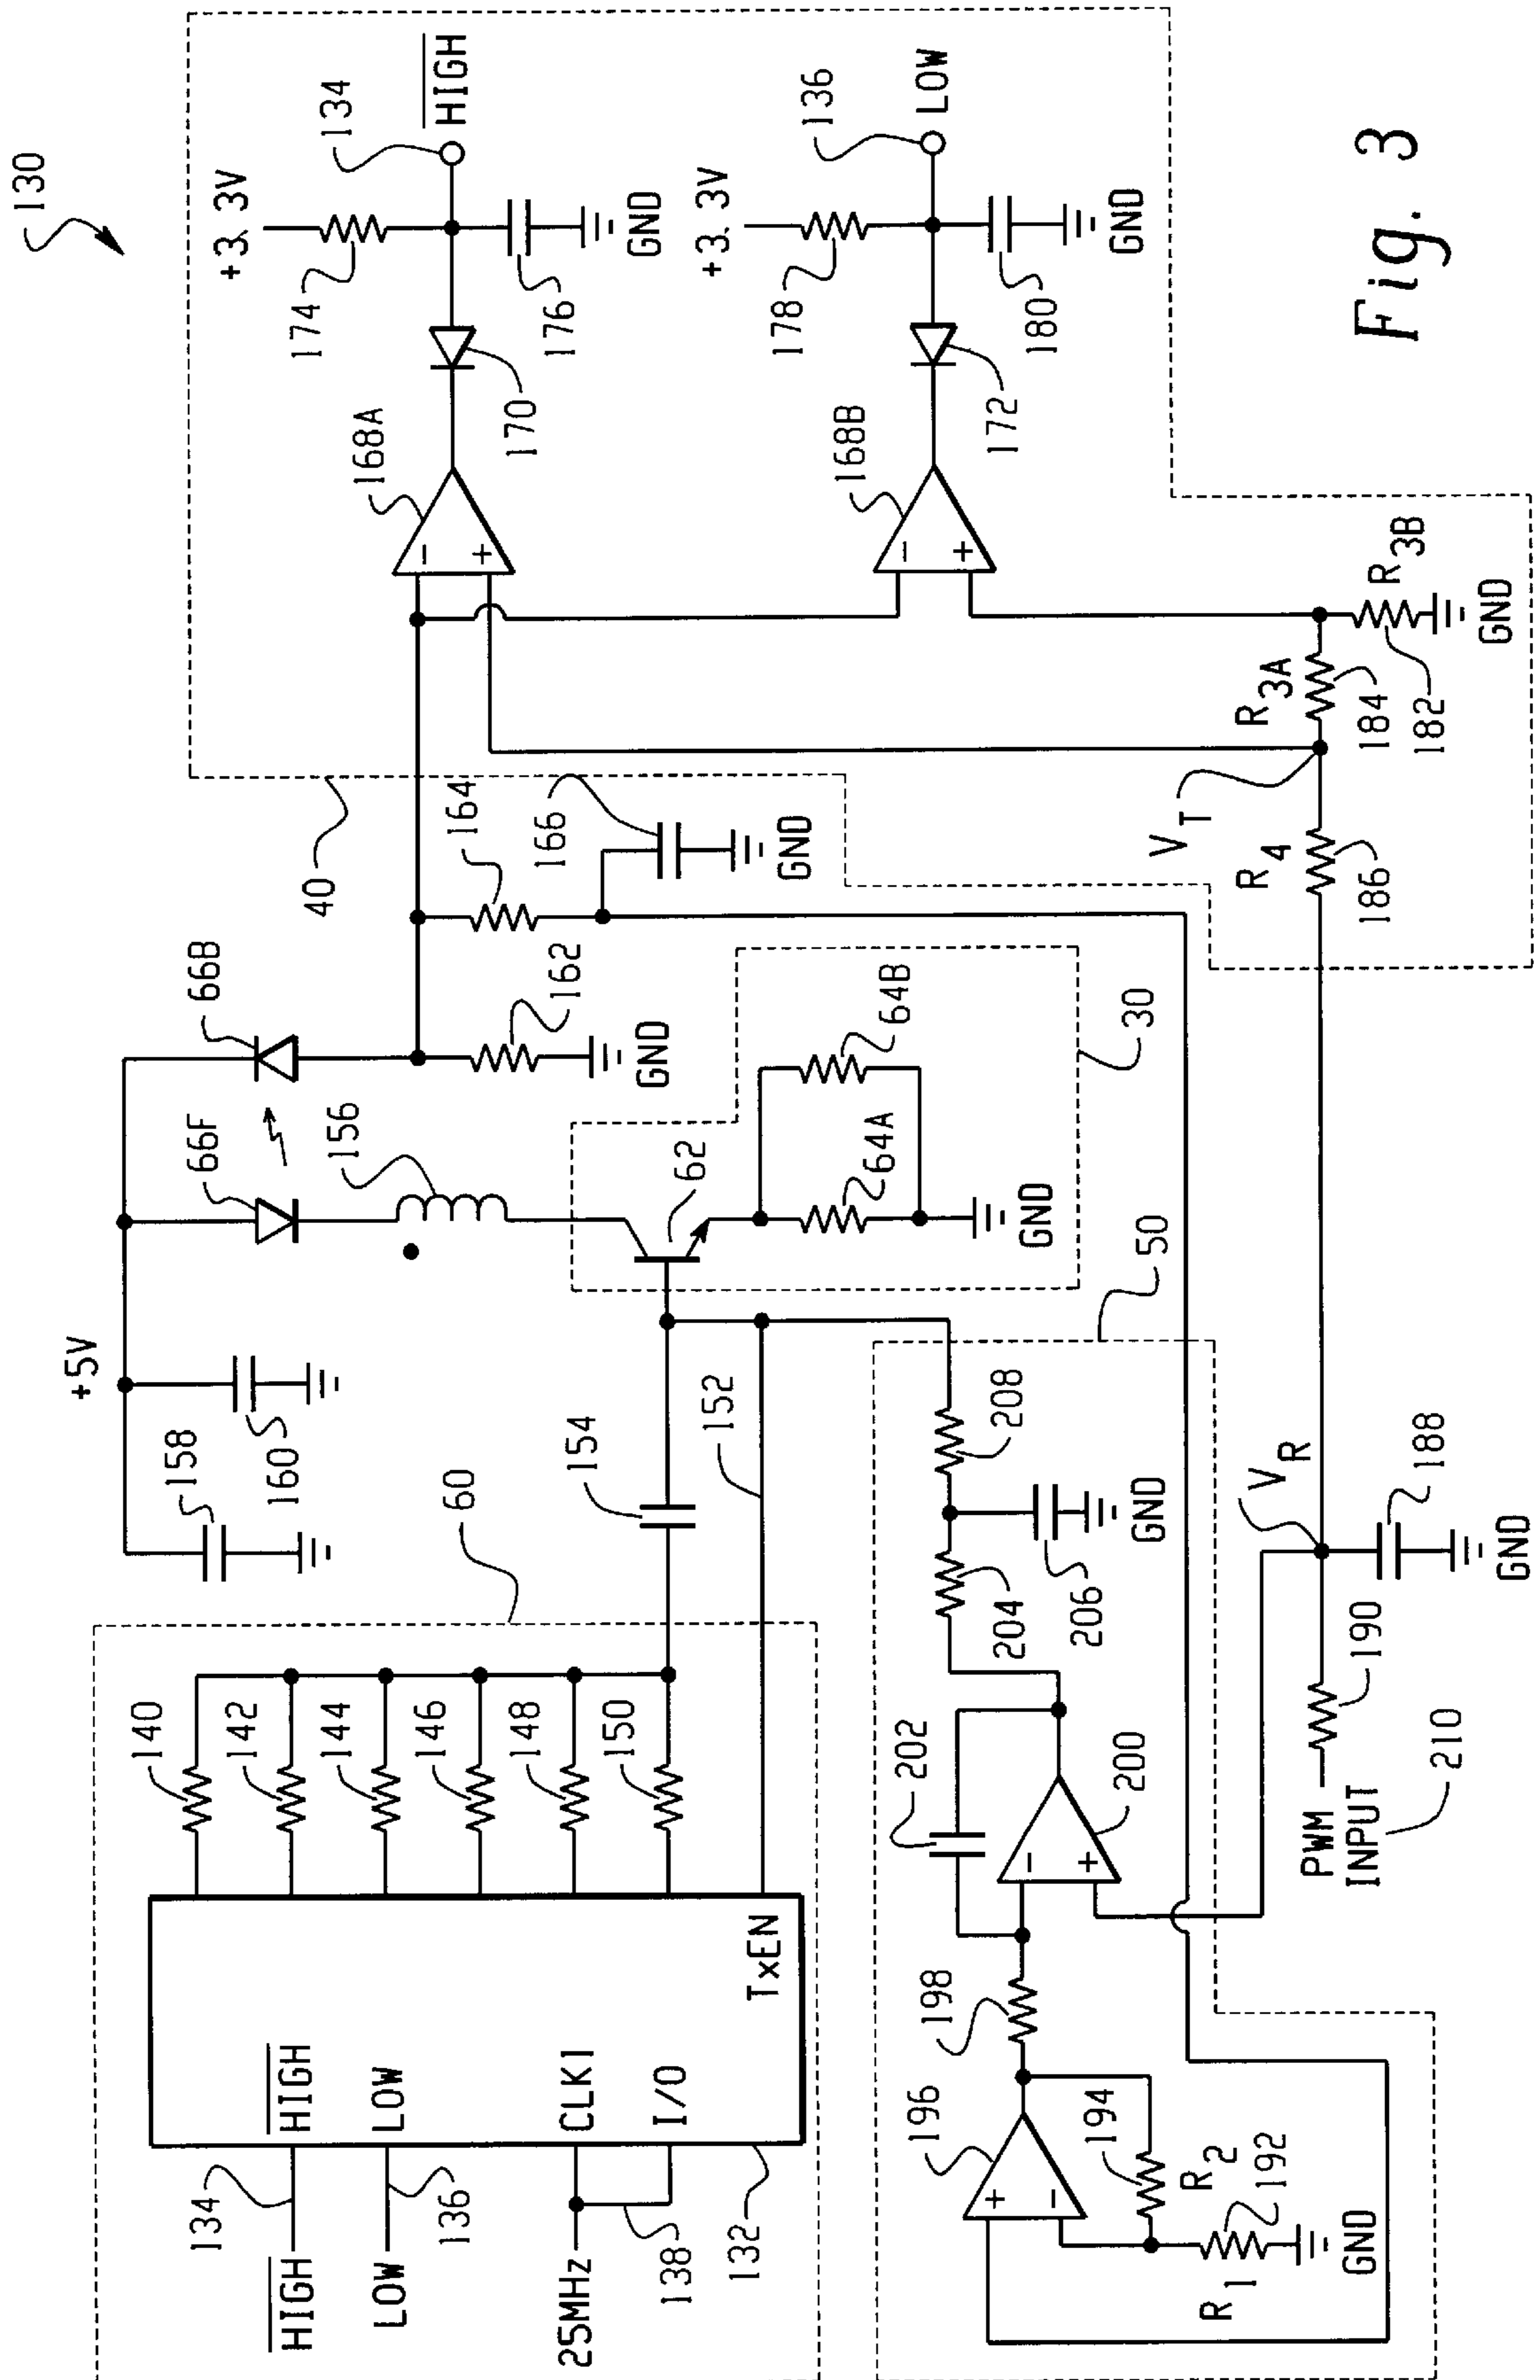 130
+3.3V
174
134
HIGH
176
GND
170
168A
+3.3V
178
136
LOW
180
GND
172
168B
-
+
-
+
R3B
GND
182
R3A
184
VT
R4
186
40
164
166
GND
66B
162
GND
66F
156
62
64B
64A
GND
30
50
+5V
158
160
60
154
152
140
142
144
146
148
150
HIGH
LOW
CLK1
I/O
TxEN
134
HIGH
136
LOW
25MHz
138
132
208
204
206
GND
202
200
-
+
198
196
+
-
194
R2
192
R1
GND
VR
188
GND
190
PWM
INPUT
210
Fig. 3